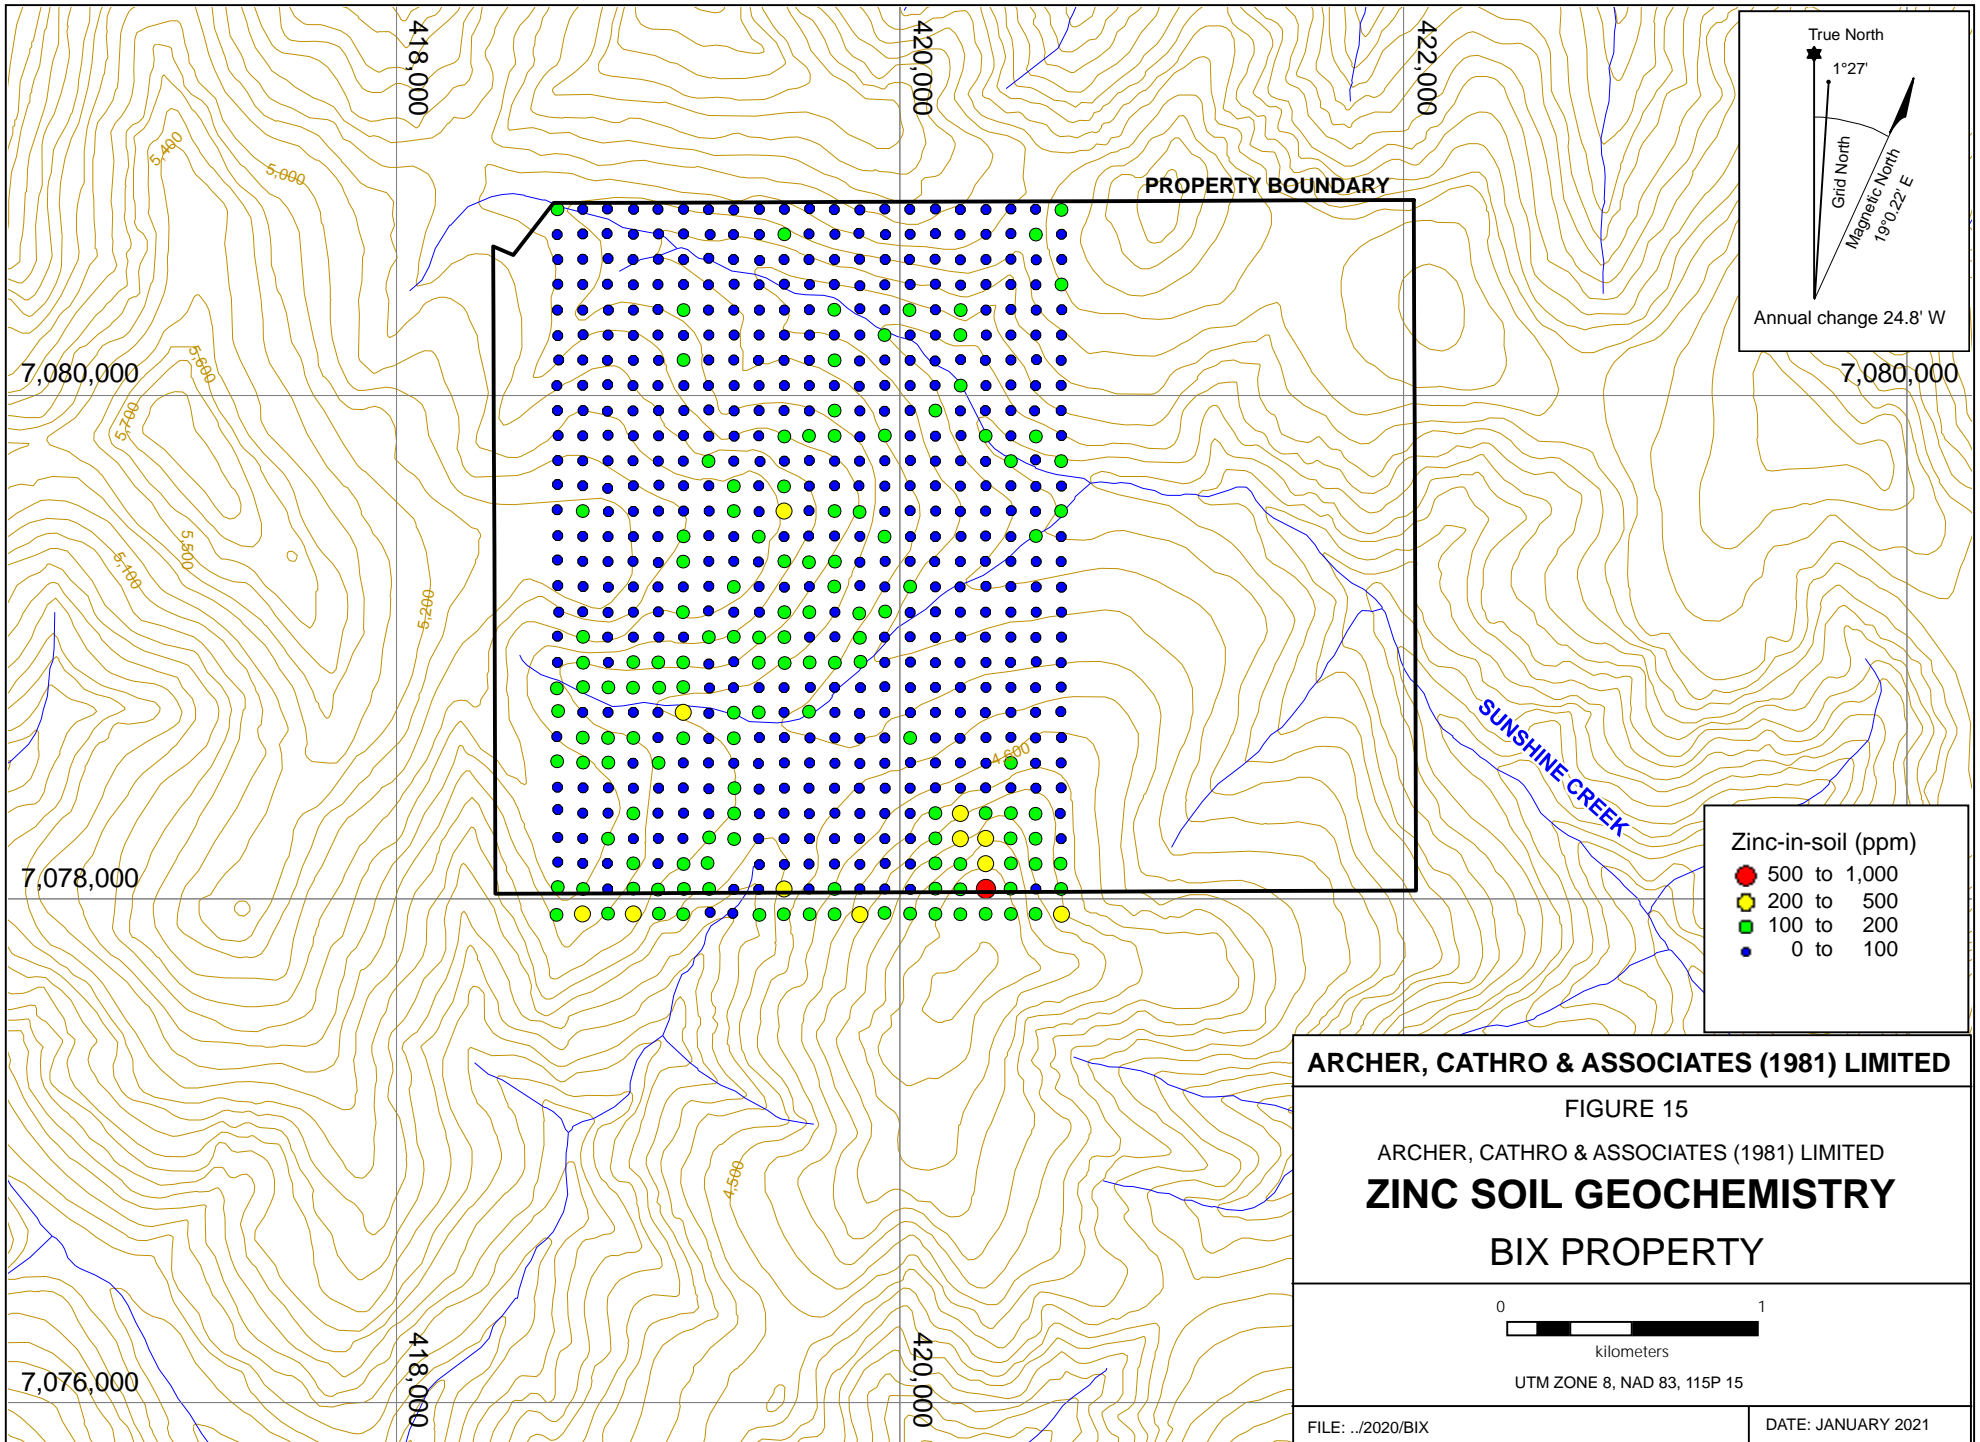 418,000
420,000
422,000
True North
1°27'
Grid North
Magnetic North
19°0.22' E
Annual change 24.8' W
5,400
5,000
PROPERTY BOUNDARY
5,600
7,080,000
7,080,000
5,700
5,500
5,100
5,200
SUNSHINE CREEK
4,600
Zinc-in-soil (ppm)
500 to 1,000
200 to 500
100 to 200
0 to 100
7,078,000
ARCHER, CATHRO & ASSOCIATES (1981) LIMITED
FIGURE 15
ARCHER, CATHRO & ASSOCIATES (1981) LIMITED
ZINC SOIL GEOCHEMISTRY
BIX PROPERTY
4,500
0 1
kilometers
UTM ZONE 8, NAD 83, 115P 15
7,076,000
418,000
420,000
FILE: ../2020/BIX
DATE: JANUARY 2021